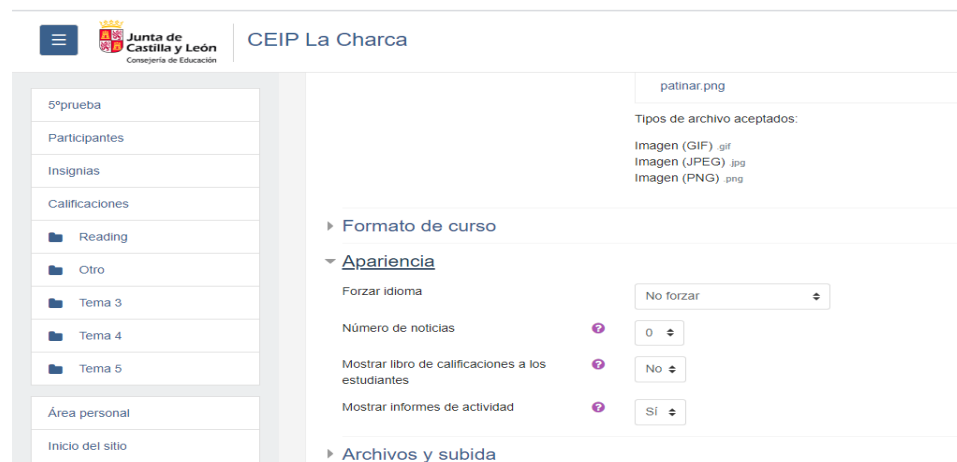 Junta de
Castilla y León
Consejería de Educación
CEIP La Charca
5ºprueba
Participantes
Insignias
Calificaciones
Reading
Otro
Tema 3
Tema 4
Tema 5
Área personal
Inicio del sitio
patinar.png
Tipos de archivo aceptados:
Imagen (GIF) .gif
Imagen (JPEG) .jpg
Imagen (PNG) .png
Formato de curso
Apariencia
Forzar idioma
No forzar
Número de noticias
0
Mostrar libro de calificaciones a los
estudiantes
No
Mostrar informes de actividad
Sí
Archivos y subida